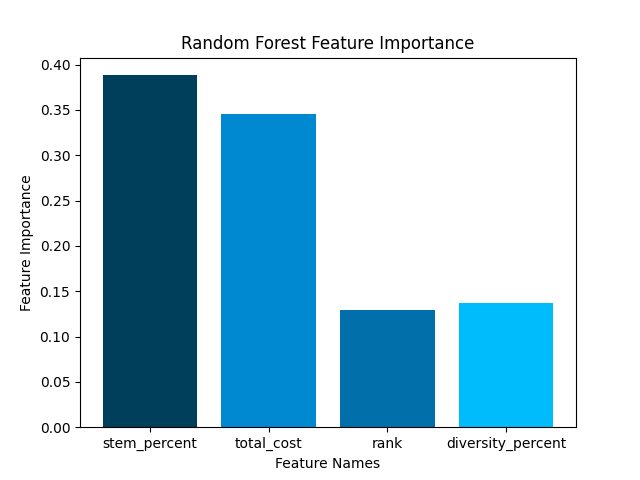 Random Forest Feature Importance
0.40
0.35
0.30
0.25
0.20
0.15
0.10
0.05
0.00
Feature Importance
stem_percent total_cost rank diversity_percent
Feature Names